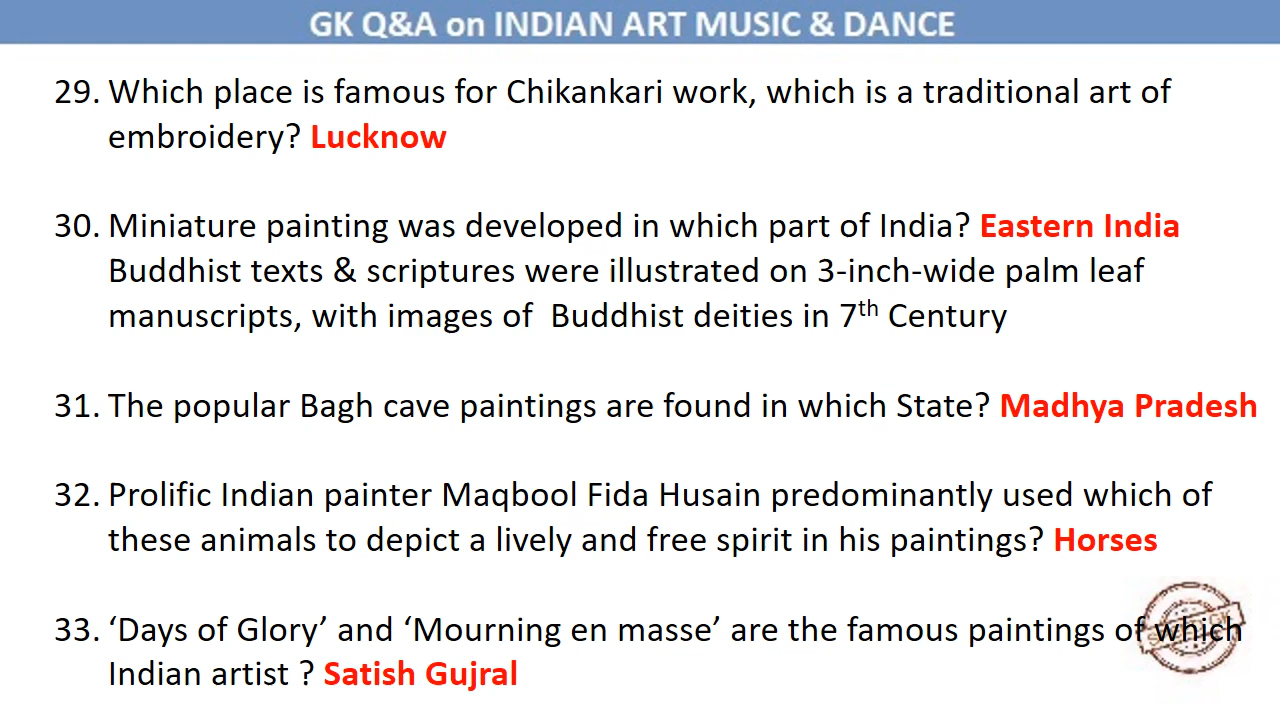 GK Q&A on INDIAN ART MUSIC & DANCE
29. Which place is famous for Chikankari work, which is a traditional art of
embroidery? Lucknow
30. Miniature painting was developed in which part of India? Eastern India
Buddhist texts & scriptures were illustrated on 3-inch-wide palm leaf
manuscripts, with images of Buddhist deities in 7th Century
31. The popular Bagh cave paintings are found in which State? Madhya Pradesh
32. Prolific Indian painter Maqbool Fida Husain predominantly used which of
these animals to depict a lively and free spirit in his paintings? Horses
33. ‘Days of Glory’ and ‘Mourning en masse’ are the famous paintings of which
Indian artist ? Satish Gujral